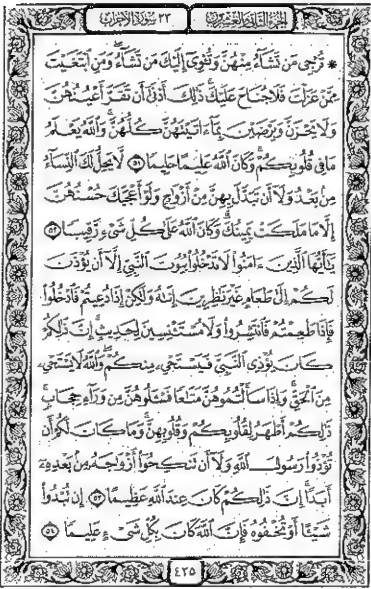 الجزء الثاني والعشرون
٣٣ سورة الأحزاب
* تُرْجِى مَن تَشَآءُ مِنْهُنَّ وَتُـْٔوِىٓ إِلَيْكَ مَن تَشَآءُ ۖ وَمَنِ ٱبْتَغَيْتَ
مِمَّنْ عَزَلْتَ فَلَا جُنَاحَ عَلَيْكَ ۚ ذَٰلِكَ أَدْنَىٰٓ أَن تَقَرَّ أَعْيُنُهُنَّ
وَلَا يَحْزَنَّ وَيَرْضَيْنَ بِمَآ ءَاتَيْتَهُنَّ كُلُّهُنَّ ۚ وَٱللَّهُ يَعْلَمُ
مَا فِى قُلُوبِكُمْ ۚ وَكَانَ ٱللَّهُ عَلِيمًا حَلِيمًا ٥١ لَّا يَحِلُّ لَكَ ٱلنِّسَآءُ
مِنۢ بَعْدُ وَلَآ أَن تَبَدَّلَ بِهِنَّ مِنْ أَزْوَٰجٍ وَلَوْ أَعْجَبَكَ حُسْنُهُنَّ
إِلَّا مَا مَلَكَتْ يَمِينُكَ ۗ وَكَانَ ٱللَّهُ عَلَىٰ كُلِّ شَىْءٍ رَّقِيبًا ٥٢
يَٰٓأَيُّهَا ٱلَّذِينَ ءَامَنُوا۟ لَا تَدْخُلُوا۟ بُيُوتَ ٱلنَّبِىِّ إِلَّآ أَن يُؤْذَنَ
لَكُمْ إِلَىٰ طَعَامٍ غَيْرَ نَٰظِرِينَ إِنَىٰهُ وَلَٰكِنْ إِذَا دُعِيتُمْ فَٱدْخُلُوا۟
فَإِذَا طَعِمْتُمْ فَٱنتَشِرُوا۟ وَلَا مُسْتَـْٔنِسِينَ لِحَدِيثٍ ۚ إِنَّ ذَٰلِكُمْ
كَانَ يُؤْذِى ٱلنَّبِىَّ فَيَسْتَحْىِۦ مِنكُمْ ۖ وَٱللَّهُ لَا يَسْتَحْىِۦ
مِنَ ٱلْحَقِّ ۚ وَإِذَا سَأَلْتُمُوهُنَّ مَتَٰعًا فَسْـَٔلُوهُنَّ مِن وَرَآءِ حِجَابٍ ۚ
ذَٰلِكُمْ أَطْهَرُ لِقُلُوبِكُمْ وَقُلُوبِهِنَّ ۚ وَمَا كَانَ لَكُمْ أَن
تُؤْذُوا۟ رَسُولَ ٱللَّهِ وَلَآ أَن تَنكِحُوٓا۟ أَزْوَٰجَهُۥ مِنۢ بَعْدِهِۦٓ
أَبَدًا ۚ إِنَّ ذَٰلِكُمْ كَانَ عِندَ ٱللَّهِ عَظِيمًا ٥٣ إِن تُبْدُوا۟
شَيْـًٔا أَوْ تُخْفُوهُ فَإِنَّ ٱللَّهَ كَانَ بِكُلِّ شَىْءٍ عَلِيمًا ٥٤
٤٢٥